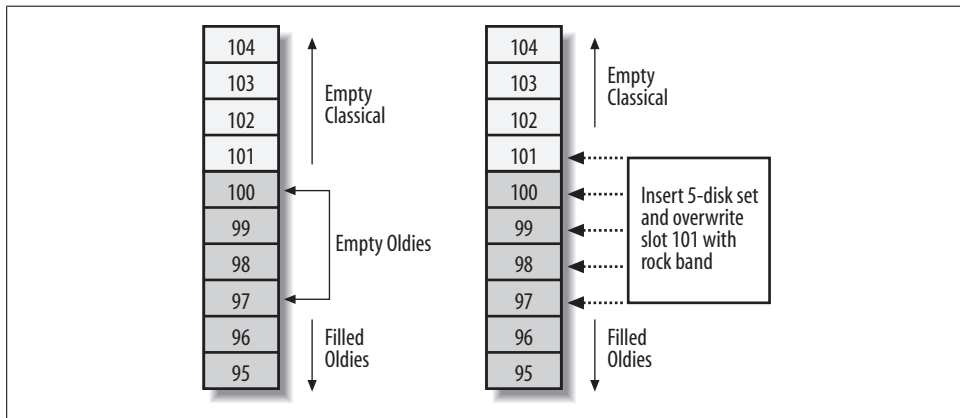 104
103
102
101
100
99
98
97
96
95
Empty
Classical
Empty Oldies
Filled
Oldies
104
103
102
101
100
99
98
97
96
95
Empty
Classical
Insert 5-disk set
and overwrite
slot 101 with
rock band
Filled
Oldies